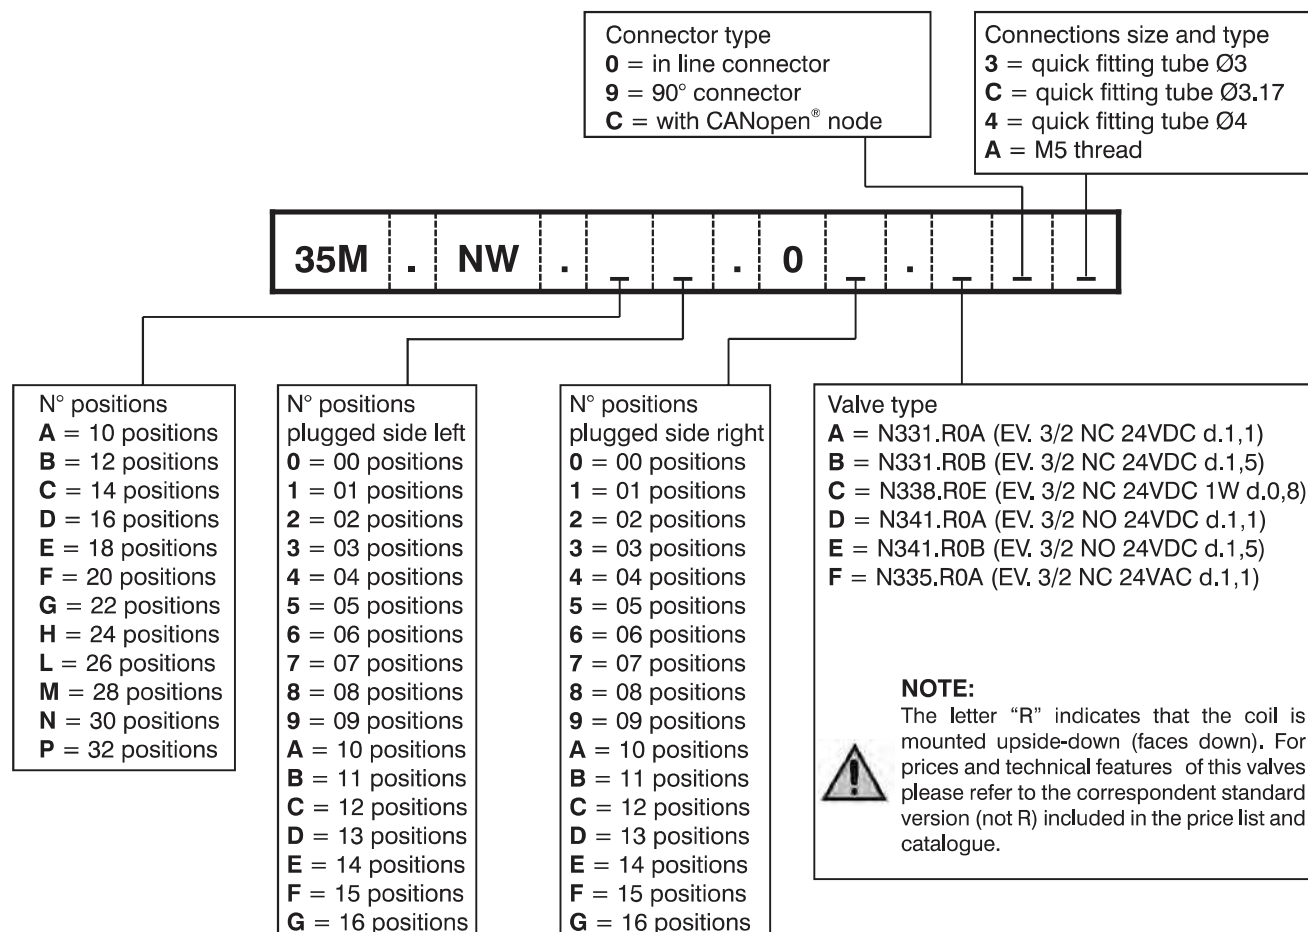 Connector type
0 = in line connector
9 = 90° connector
C = with CANopen® node
Connections size and type
3 = quick fitting tube Ø3
C = quick fitting tube Ø3.17
4 = quick fitting tube Ø4
A = M5 thread
35M . NW . _ _ . 0 _ . _ _ _
N° positions
A = 10 positions
B = 12 positions
C = 14 positions
D = 16 positions
E = 18 positions
F = 20 positions
G = 22 positions
H = 24 positions
L = 26 positions
M = 28 positions
N = 30 positions
P = 32 positions
N° positions
plugged side left
0 = 00 positions
1 = 01 positions
2 = 02 positions
3 = 03 positions
4 = 04 positions
5 = 05 positions
6 = 06 positions
7 = 07 positions
8 = 08 positions
9 = 09 positions
A = 10 positions
B = 11 positions
C = 12 positions
D = 13 positions
E = 14 positions
F = 15 positions
G = 16 positions
N° positions
plugged side right
0 = 00 positions
1 = 01 positions
2 = 02 positions
3 = 03 positions
4 = 04 positions
5 = 05 positions
6 = 06 positions
7 = 07 positions
8 = 08 positions
9 = 09 positions
A = 10 positions
B = 11 positions
C = 12 positions
D = 13 positions
E = 14 positions
F = 15 positions
G = 16 positions
Valve type
A = N331.R0A (EV. 3/2 NC 24VDC d.1,1)
B = N331.R0B (EV. 3/2 NC 24VDC d.1,5)
C = N338.R0E (EV. 3/2 NC 24VDC 1W d.0,8)
D = N341.R0A (EV. 3/2 NO 24VDC d.1,1)
E = N341.R0B (EV. 3/2 NO 24VDC d.1,5)
F = N335.R0A (EV. 3/2 NC 24VAC d.1,1)
NOTE:
The letter “R” indicates that the coil is
mounted upside-down (faces down). For
prices and technical features of this valves
please refer to the correspondent standard
version (not R) included in the price list and
catalogue.